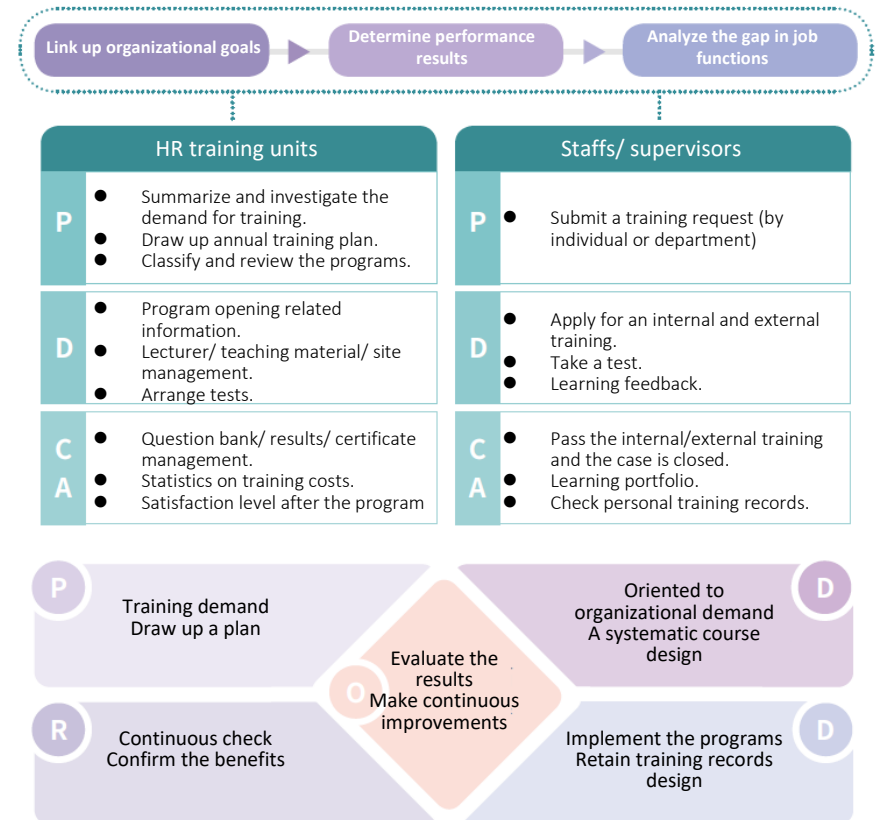 Link up organizational goals
Determine performance
results
Analyze the gap in job
functions
HR training units
P
● Summarize and investigate the
demand for training.
● Draw up annual training plan.
● Classify and review the programs.
D
● Program opening related
information.
● Lecturer/ teaching material/ site
management.
● Arrange tests.
C
A
● Question bank/ results/ certificate
management.
● Statistics on training costs.
● Satisfaction level after the program
Staffs/ supervisors
P
● Submit a training request (by
individual or department)
D
● Apply for an internal and external
training.
● Take a test.
● Learning feedback.
C
A
● Pass the internal/external training
and the case is closed.
● Learning portfolio.
● Check personal training records.
P
Training demand
Draw up a plan
D
Oriented to
organizational demand
A systematic course
design
O
Evaluate the
results
Make continuous
improvements
R
Continuous check
Confirm the benefits
D
Implement the programs
Retain training records
design